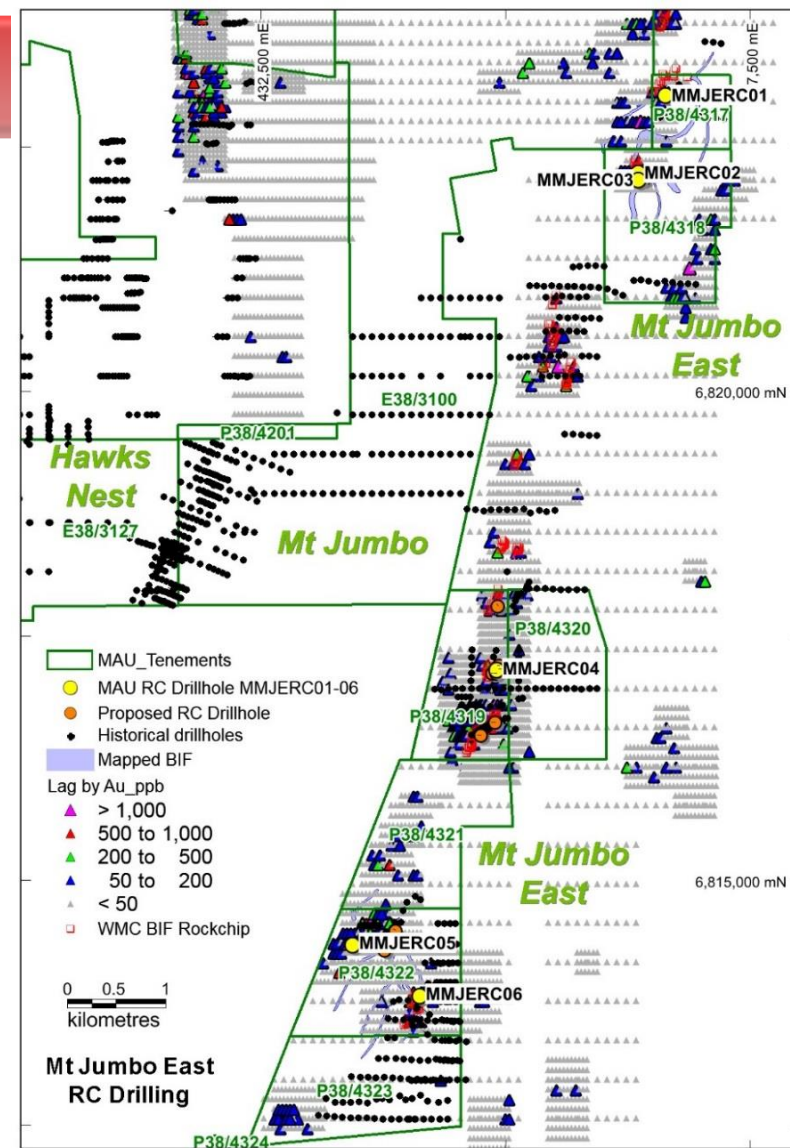 432,500 mE
7,500 mE
MMJERC01
P38/4317
MMJERC02
MMJERC03
P38/4318
Mt Jumbo
East
6,820,000 mN
E38/3100
P38/4201
Hawks
Nest
E38/3127
Mt Jumbo
P38/4320
MMJERC04
P38/4319
MAU_Tenements
MAU RC Drillhole MMJERC01-06
Proposed RC Drillhole
Historical drillholes
Mapped BIF
Lag by Au_ppb
> 1,000
500 to 1,000
200 to 500
50 to 200
< 50
WMC BIF Rockchip
P38/4321
Mt Jumbo
East
6,815,000 mN
MMJERC05
P38/4322
MMJERC06
0 0.5 1
kilometres
Mt Jumbo East
RC Drilling
P38/4323
P38/4324